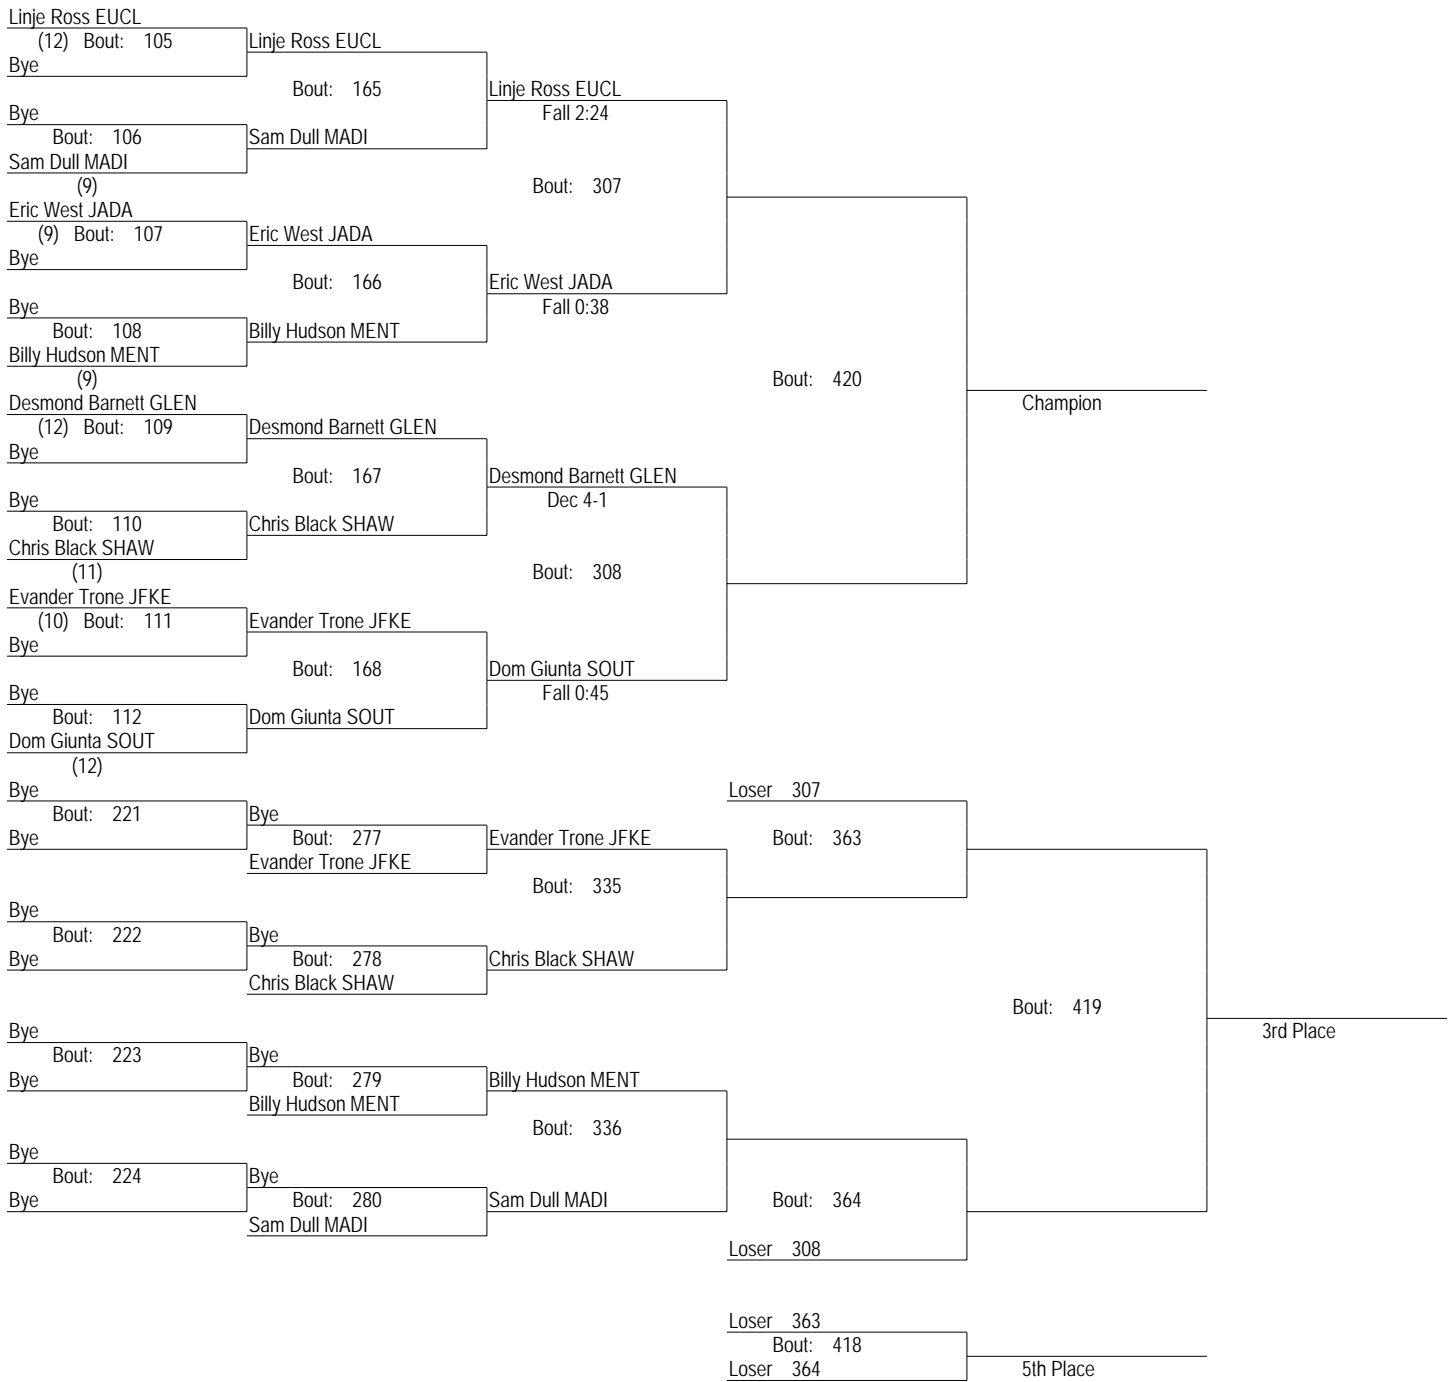 Linje Ross EUCL
(12) Bout: 105
Linje Ross EUCL
Bye
Bout: 165
Linje Ross EUCL
Bye
Fall 2:24
Bout: 106
Sam Dull MADI
Sam Dull MADI
(9)
Bout: 307
Eric West JADA
(9) Bout: 107
Eric West JADA
Bye
Bout: 166
Eric West JADA
Bye
Fall 0:38
Bout: 108
Billy Hudson MENT
Billy Hudson MENT
(9)
Bout: 420
Desmond Barnett GLEN
Champion
(12) Bout: 109
Desmond Barnett GLEN
Bye
Bout: 167
Desmond Barnett GLEN
Bye
Dec 4-1
Bout: 110
Chris Black SHAW
Chris Black SHAW
(11)
Bout: 308
Evander Trone JFKE
(10) Bout: 111
Evander Trone JFKE
Bye
Bout: 168
Dom Giunta SOUT
Bye
Fall 0:45
Bout: 112
Dom Giunta SOUT
Dom Giunta SOUT
(12)
Bye
Loser 307
Bout: 221
Bye
Bye
Bout: 277
Evander Trone JFKE
Bout: 363
Evander Trone JFKE
Bout: 335
Bye
Bout: 222
Bye
Bye
Bout: 278
Chris Black SHAW
Chris Black SHAW
Bout: 419
Bye
3rd Place
Bout: 223
Bye
Bye
Bout: 279
Billy Hudson MENT
Billy Hudson MENT
Bout: 336
Bye
Bout: 224
Bye
Bye
Bout: 280
Sam Dull MADI
Bout: 364
Sam Dull MADI
Loser 308
Loser 363
Bout: 418
Loser 364
5th Place